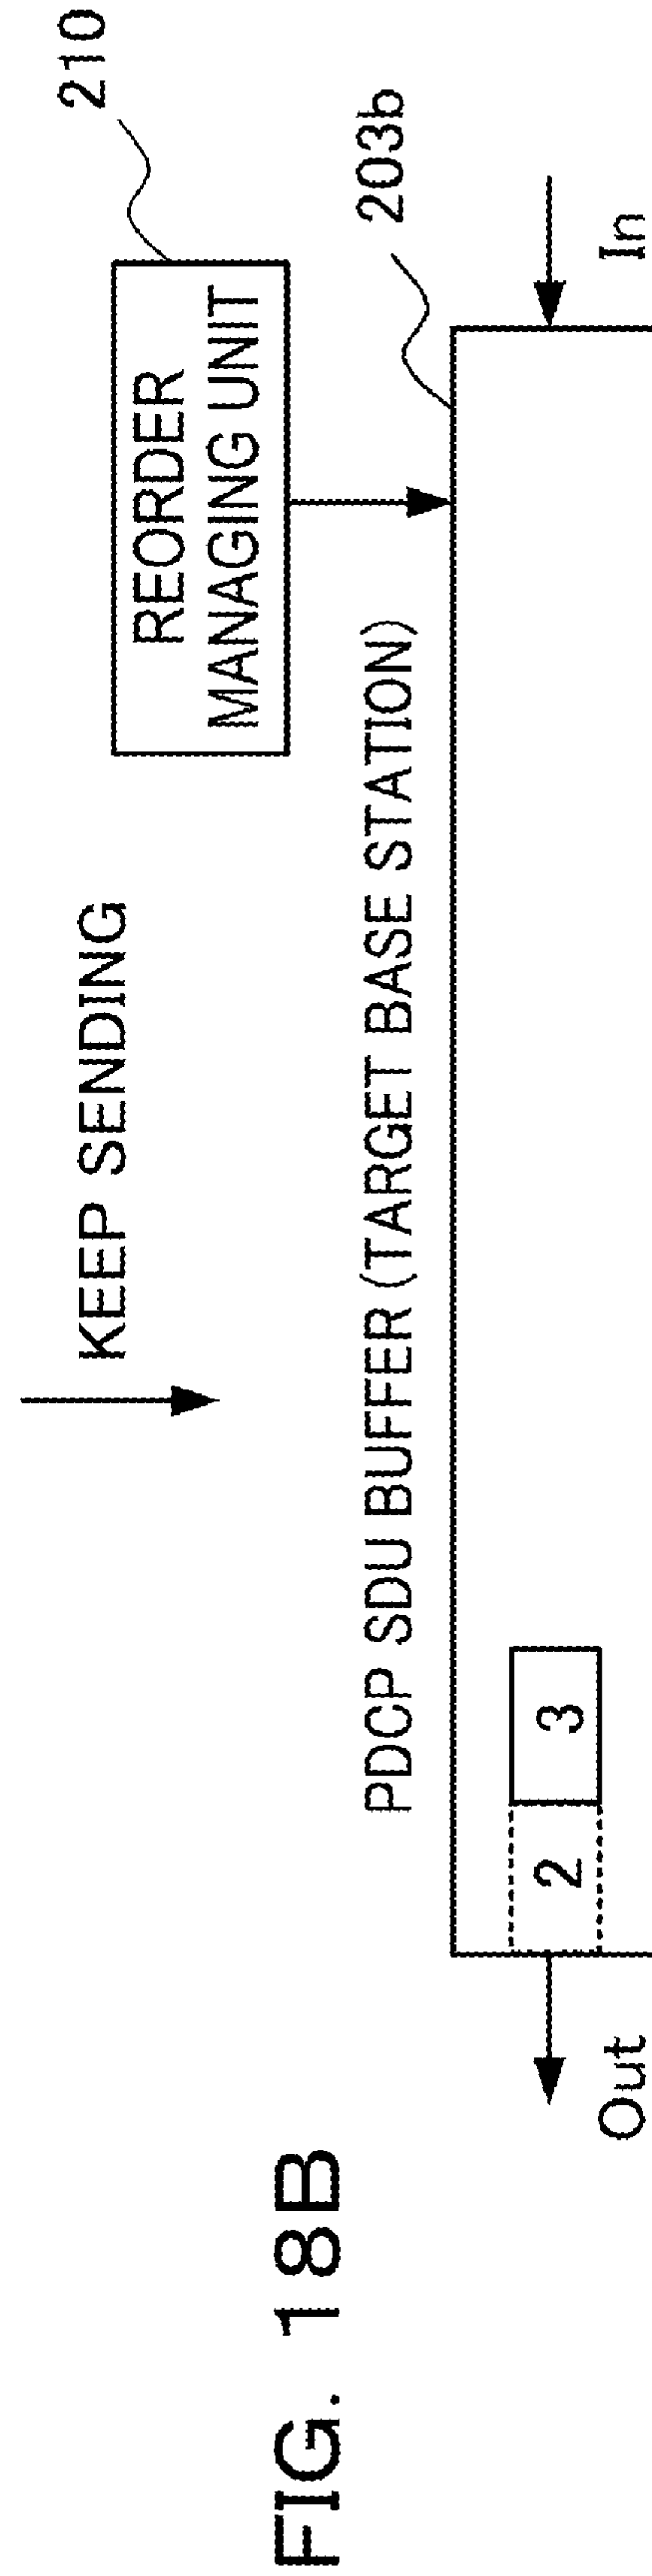 KEEP SENDING
210
REORDER
MANAGING UNIT
FIG. 18B
PDCP SDU BUFFER (TARGET BASE STATION)
203b
2
3
Out
In